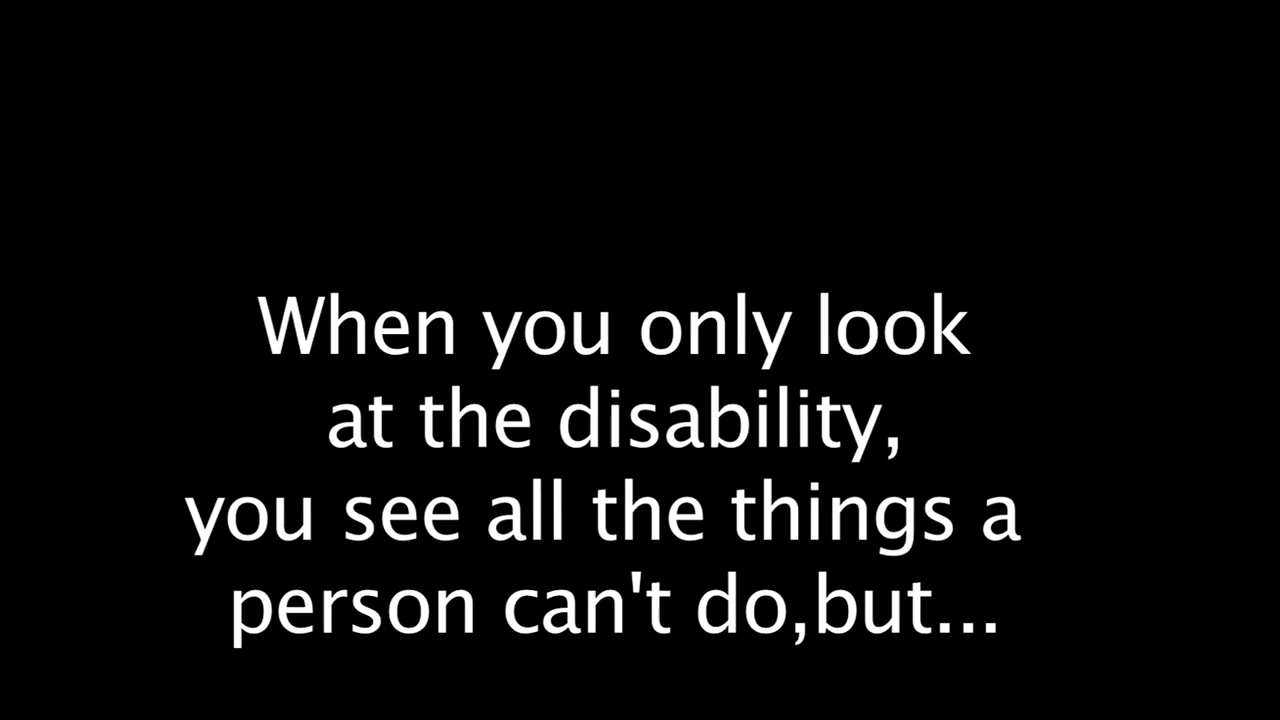 When you only look
at the disability,
you see all the things a
person can't do,but...